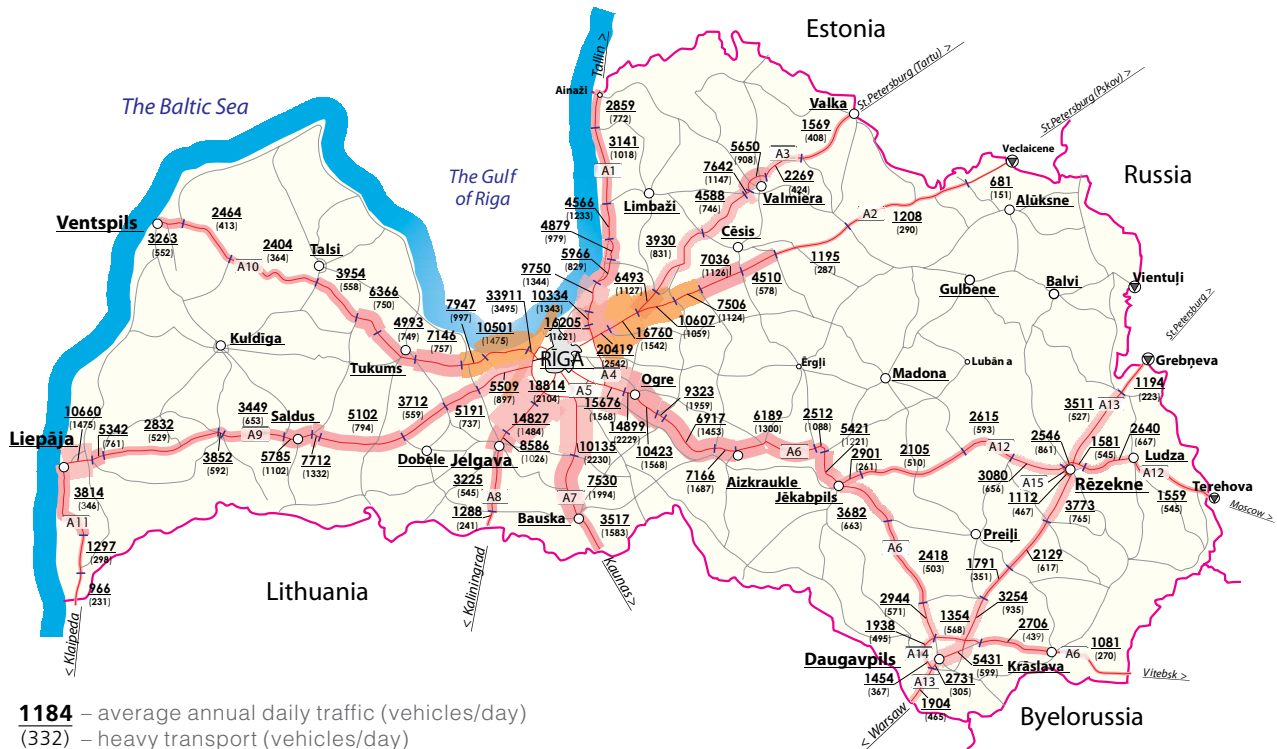 Estonia
Tallin >
St.Petersburg (Tartu) >
St.Petersburg (Pskov) >
Ainaži
The Baltic Sea
2859
(772)
Valka
1569
(408)
3141
(1018)
5650
(908)
A3
Veclaicene
The Gulf
of Riga
A1
7642
(1147)
2269
(424)
681
(151)
Russia
Limbaži
4588
(746)
Valmiera
Alūksne
Ventspils
2464
(413)
4566
(1233)
A2
1208
(290)
3263
(552)
4879
(979)
3930
(831)
Cēsis
2404
(364)
Talsi
5966
(829)
7036
(1126)
1195
(287)
A10
3954
(558)
9750
(1344)
6493
(1127)
4510
(578)
Gulbene
Balvi
Vientuļi
6366
(750)
7947
(997)
33911
(3495)
10334
(1343)
7506
(1124)
St.Petersburg >
4993
(749)
7146
(757)
10501
(1475)
16205
(1621)
16760
(1542)
10607
(1059)
Kuldīga
Tukums
RĪGA
20419
(2542)
Ērgļi
Lubāna
Madona
Grebņeva
A4
A5
Ogre
5509
(897)
18814
(2104)
15676
(1568)
9323
(1959)
1194
(223)
A13
3511
(527)
3712
(559)
5191
(737)
14827
(1484)
14899
(2229)
6917
(1453)
6189
(1300)
2512
(1088)
2615
(593)
10660
(1475)
5342
(761)
2832
(529)
3449
(653)
Saldus
5102
(794)
5421
(1221)
A12
2546
(861)
1581
(545)
2640
(667)
Liepāja
A9
3852
(592)
5785
(1102)
7712
(1332)
Dobele
Jelgava
8586
(1026)
10135
(2230)
10423
(1568)
7166
(1687)
A6
Aizkraukle
2901
(261)
2105
(510)
3080
(656)
A15
Ludza
A12
Rēzekne
Terehova
Moscow >
3814
(346)
A11
3225
(545)
A8
7530
(1994)
A7
Jēkabpils
1112
(467)
1559
(545)
1288
(241)
Bauska
3517
(1583)
3682
(663)
3773
(765)
Preiļi
1297
(298)
A6
2418
(503)
2129
(617)
1791
(351)
966
(231)
Lithuania
< Kaliningrad
Kaunas>
2944
(571)
3254
(935)
1354
(568)
< Klaipeda
1938
(495)
2706
(439)
1081
(270)
Daugavpils
A14
A6
5431
(599)
Krāslava
Vitebsk >
1454
(367)
A13
2731
(305)
1904
(465)
< Warsaw
Byelorussia
1184 – average annual daily traffic (vehicles/day)
(332) – heavy transport (vehicles/day)